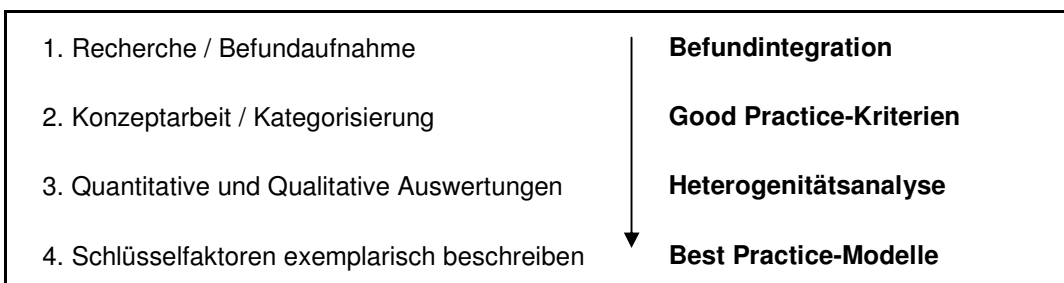 1. Recherche / Befundaufnahme Befundintegration
2. Konzeptarbeit / Kategorisierung Good Practice-Kriterien
3. Quantitative und Qualitative Auswertungen Heterogenitätsanalyse
4. Schlüsselfaktoren exemplarisch beschreiben Best Practice-Modelle